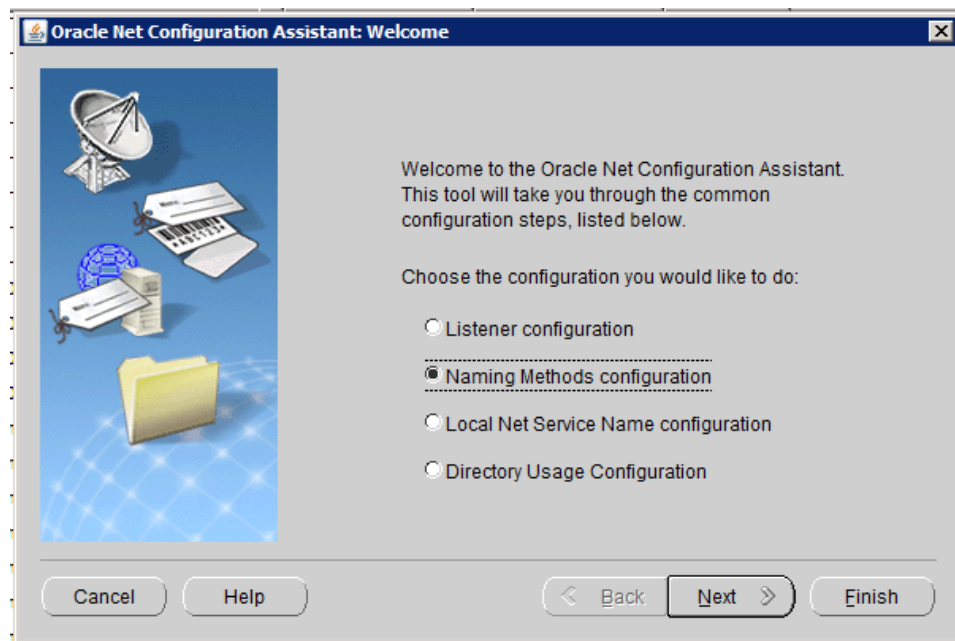 Oracle Net Configuration Assistant: Welcome
Welcome to the Oracle Net Configuration Assistant.
This tool will take you through the common
configuration steps, listed below.
Choose the configuration you would like to do:
Listener configuration
Naming Methods configuration
Local Net Service Name configuration
Directory Usage Configuration
Cancel
Help
Back
Next
Finish